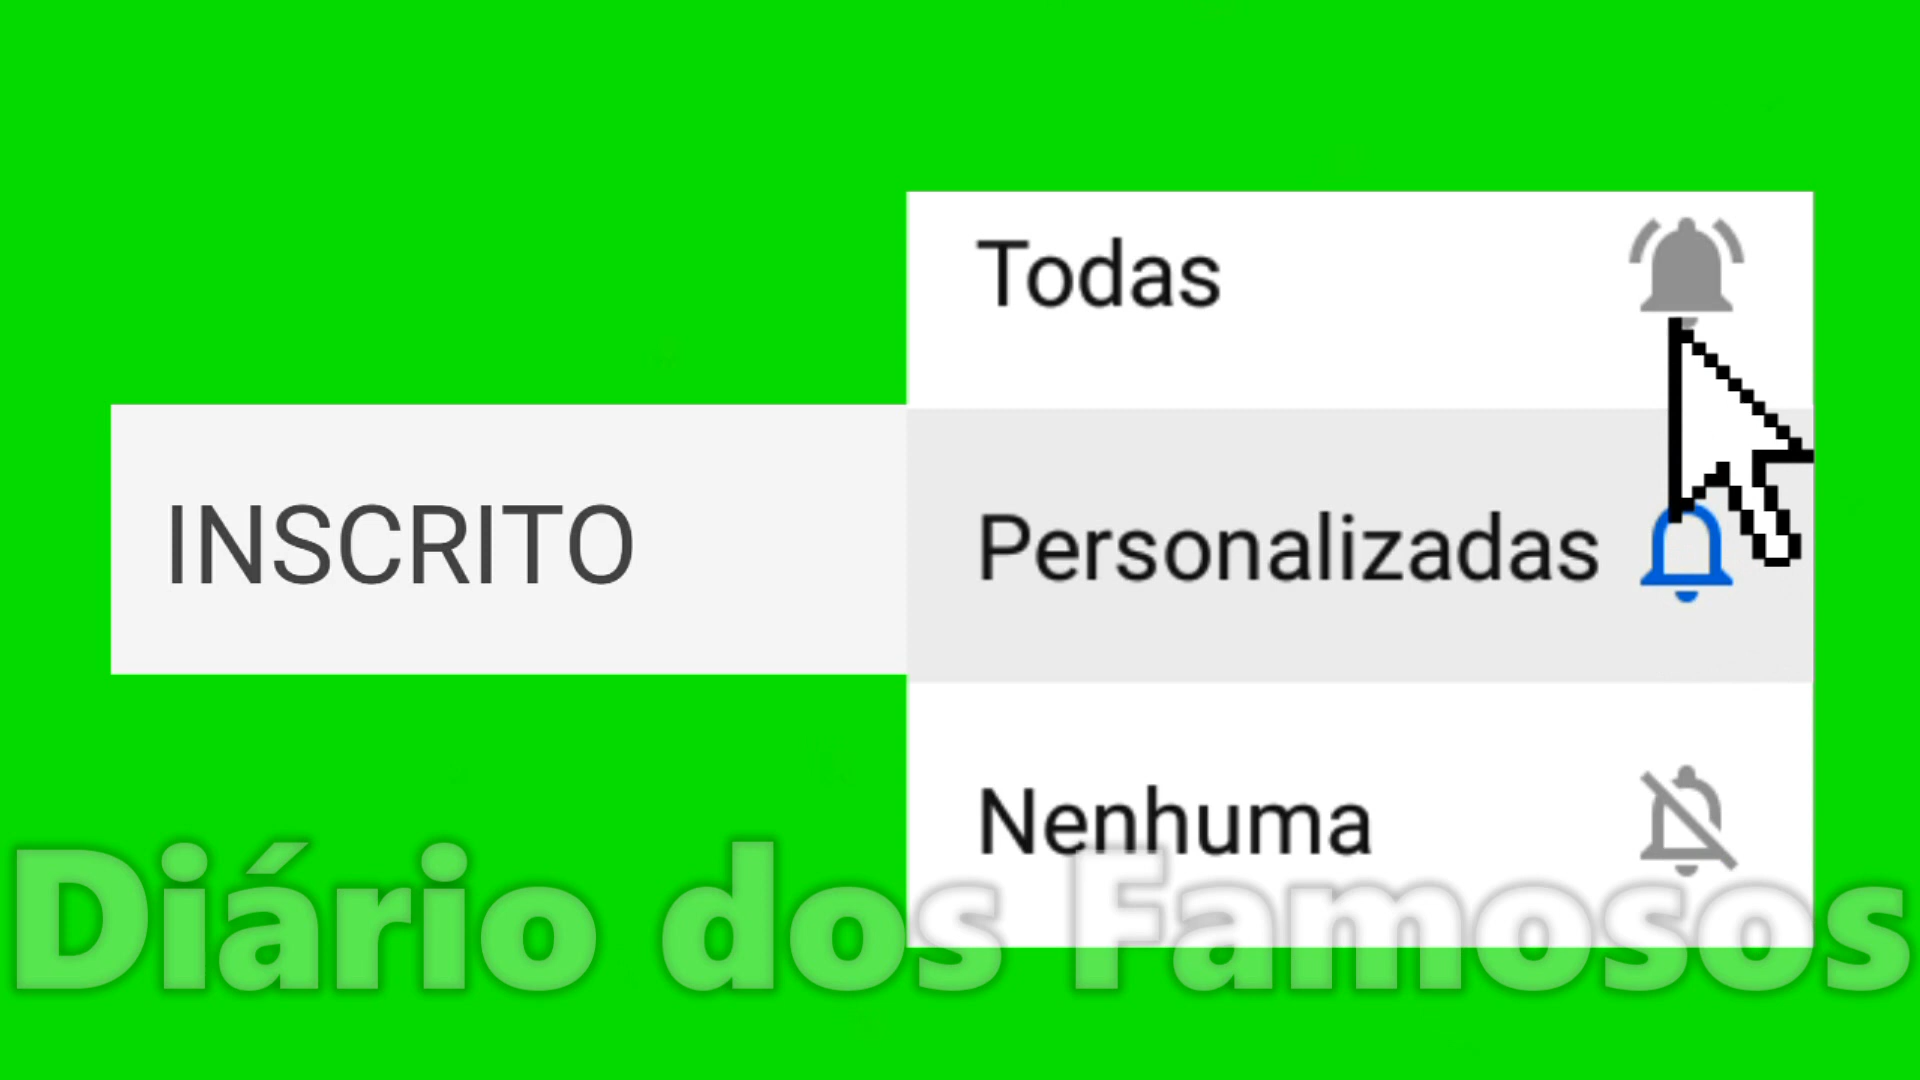 Todas
INSCRITO
Personalizadas
Nenhuma
Diário dos Famosos